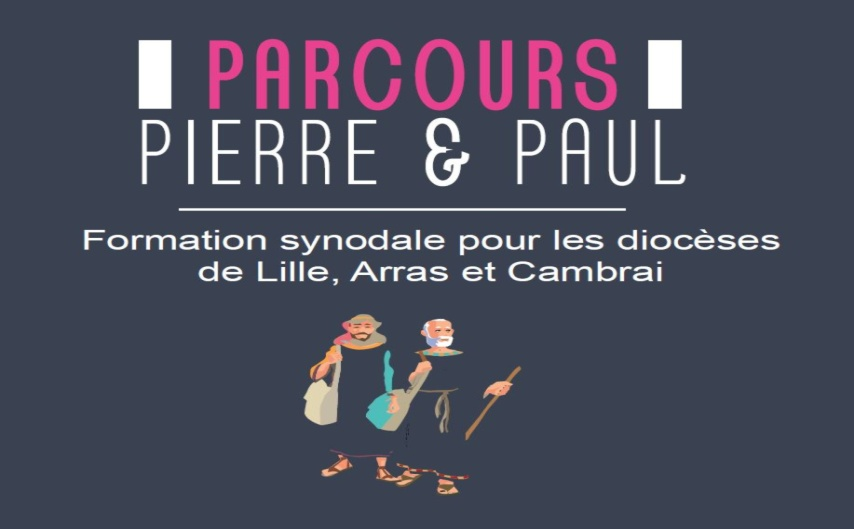 PARCOURS
PIERRE & PAUL
Formation synodale pour les diocèses
de Lille, Arras et Cambrai